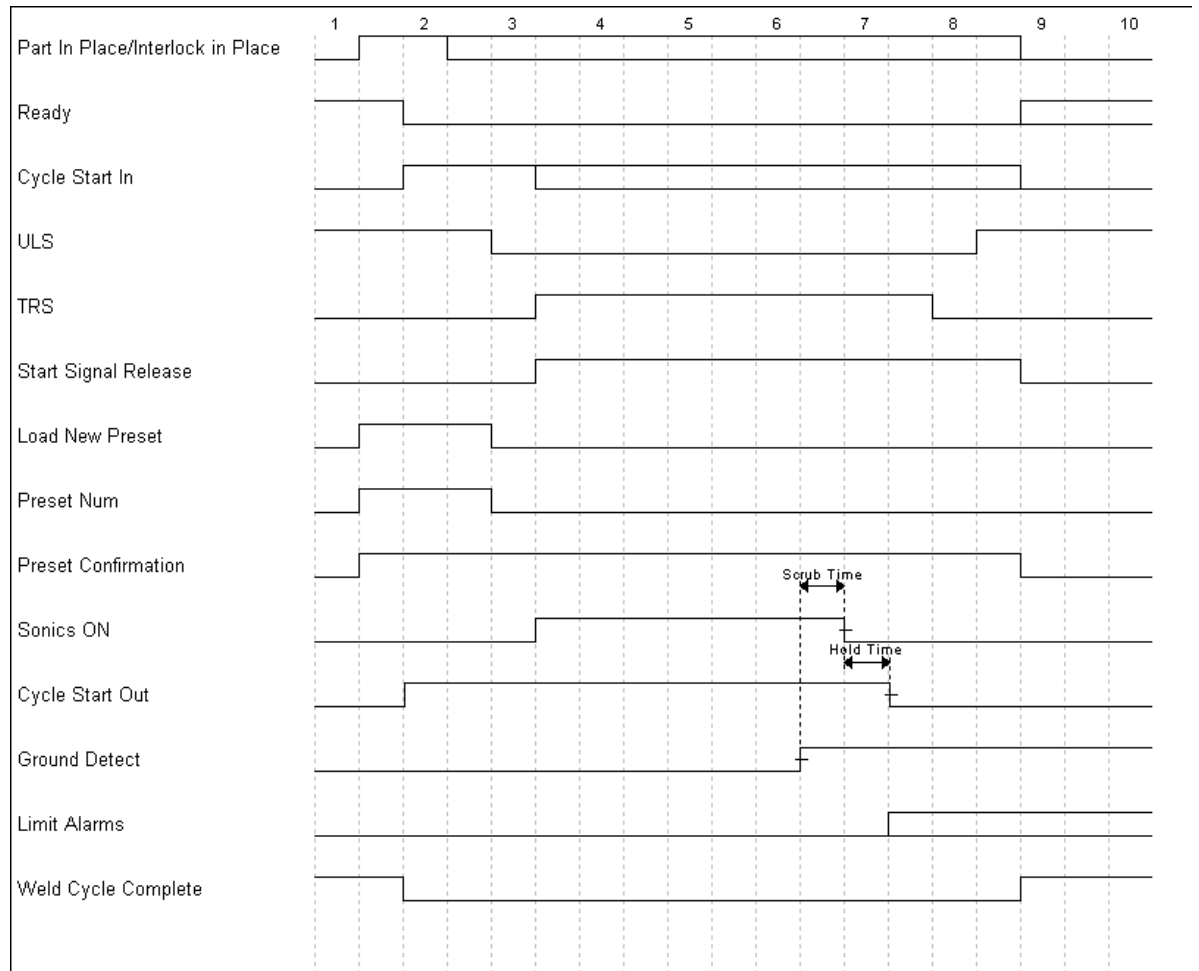 1 2 3 4 5 6 7 8 9 10
Part In Place/Interlock in Place
Ready
Cycle Start In
ULS
TRS
Start Signal Release
Load New Preset
Preset Num
Preset Confirmation
Scrub Time
Sonics ON
Hold Time
Cycle Start Out
Ground Detect
Limit Alarms
Weld Cycle Complete